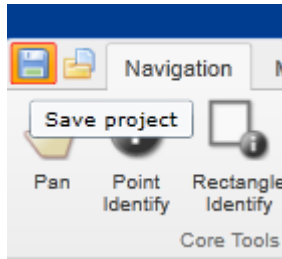 Navigation
Save project
Pan
Point
Identify
Rectangle
Identify
Core Tools